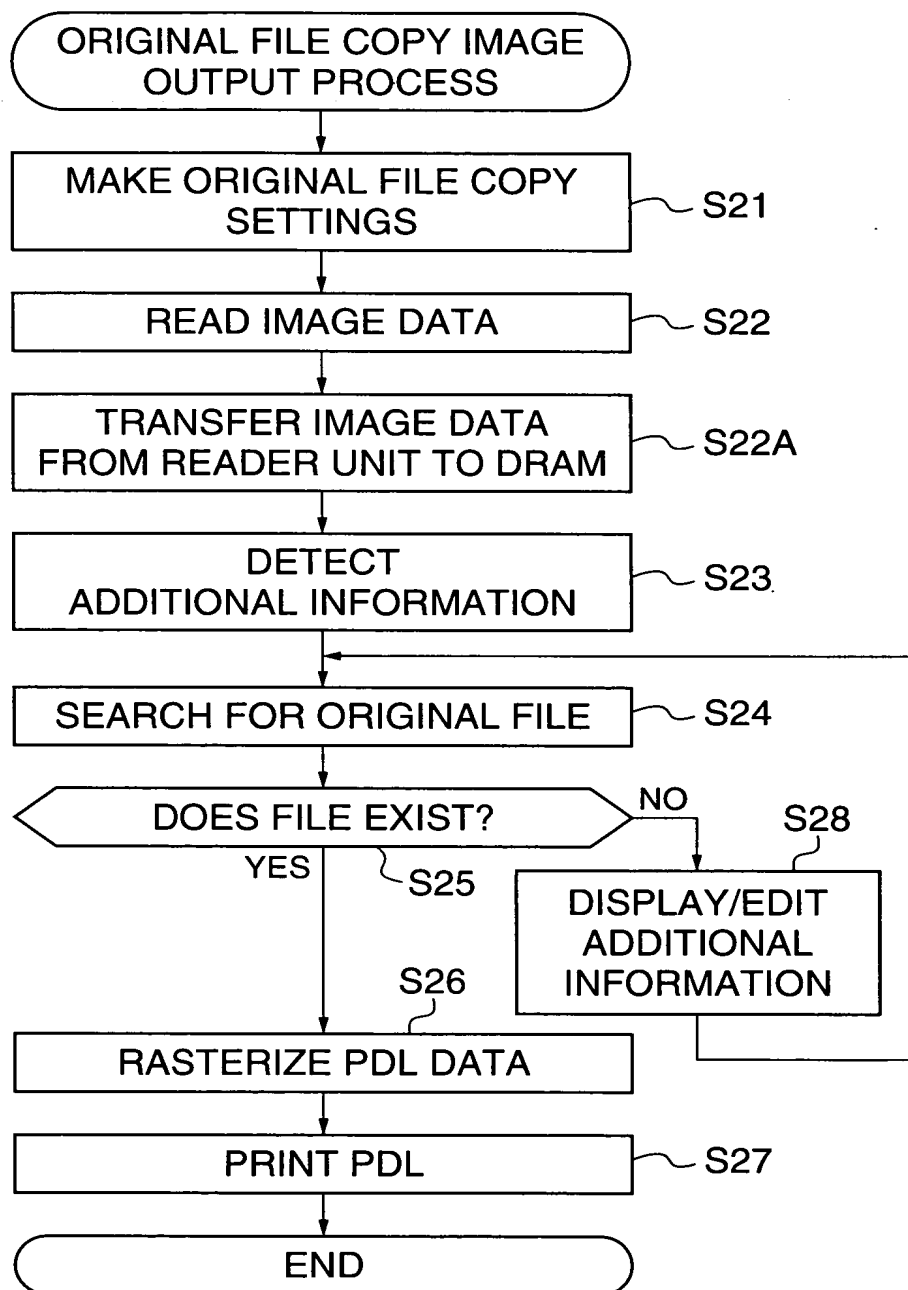 ORIGINAL FILE COPY IMAGE
OUTPUT PROCESS
MAKE ORIGINAL FILE COPY
SETTINGS
S21
READ IMAGE DATA
S22
TRANSFER IMAGE DATA
FROM READER UNIT TO DRAM
S22A
DETECT
ADDITIONAL INFORMATION
S23
SEARCH FOR ORIGINAL FILE
S24
DOES FILE EXIST?
NO
YES
S25
S28
DISPLAY/EDIT
ADDITIONAL
INFORMATION
S26
RASTERIZE PDL DATA
PRINT PDL
S27
END